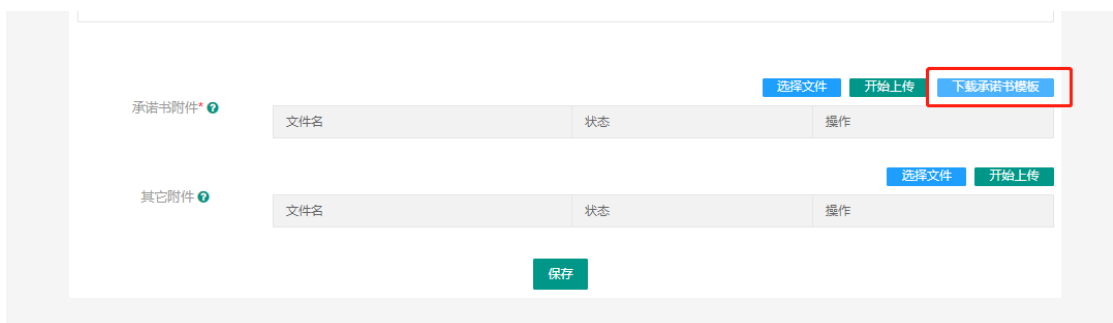 选择文件 开始上传 下载承诺书模板
承诺书附件* ?
文件名 状态 操作
选择文件 开始上传
其它附件 ?
文件名 状态 操作
保存